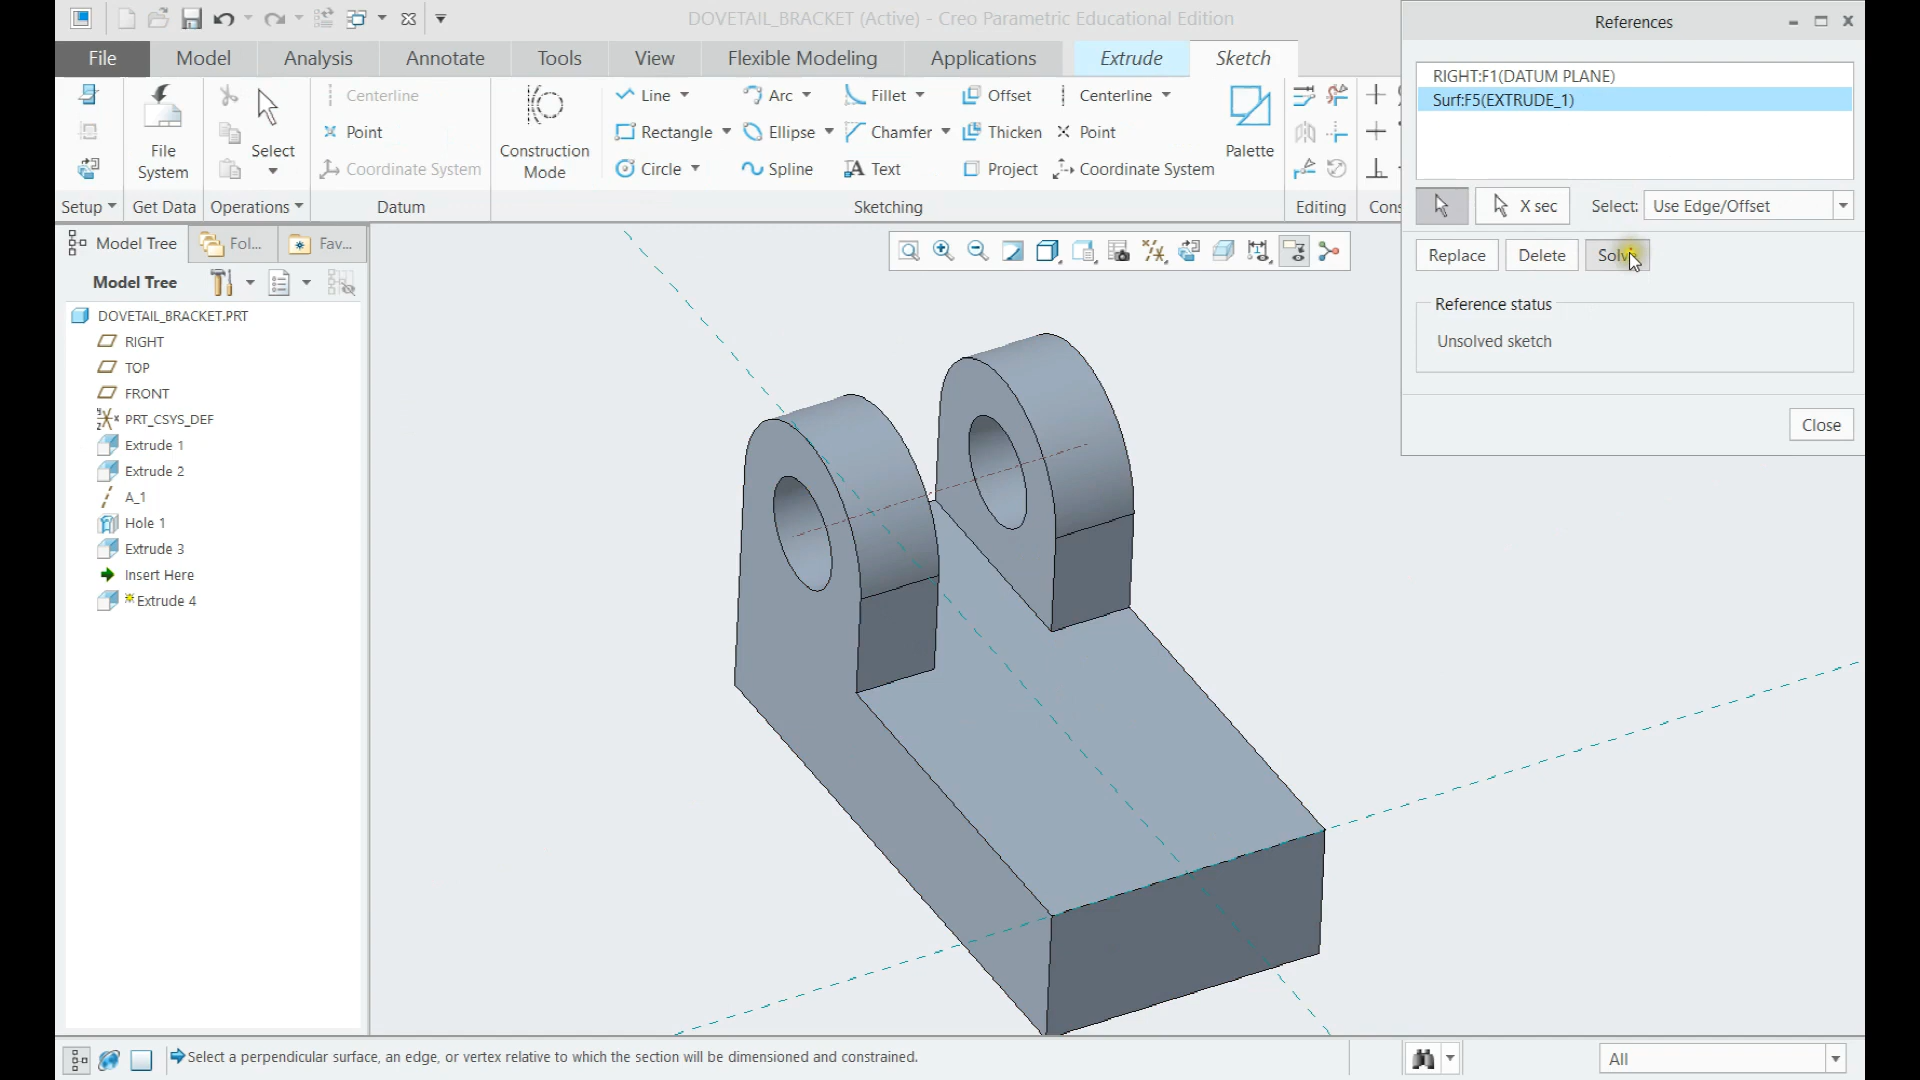 DOVETAIL_BRACKET (Active) - Creo Parametric Educational Edition
References
File Model Analysis Annotate Tools View Flexible Modeling Applications Extrude Sketch
RIGHT:F1(DATUM PLANE)
Surf:F5(EXTRUDE_1)
Centerline Line Arc Fillet Offset Centerline
Point Rectangle Ellipse Chamfer Thicken Point
File System Select Construction Mode Palette
Coordinate System Circle Spline Text Project Coordinate System
Setup Get Data Operations Datum Sketching Editing Cons
X sec Select: Use Edge/Offset
Replace Delete
Reference status
Unsolved sketch
Close
Model Tree Fol... Fav...
Model Tree
DOVETAIL_BRACKET.PRT
RIGHT
TOP
FRONT
PRT_CSYS_DEF
Extrude 1
Extrude 2
A_1
Hole 1
Extrude 3
Insert Here
Extrude 4
Select a perpendicular surface, an edge, or vertex relative to which the section will be dimensioned and constrained.
All